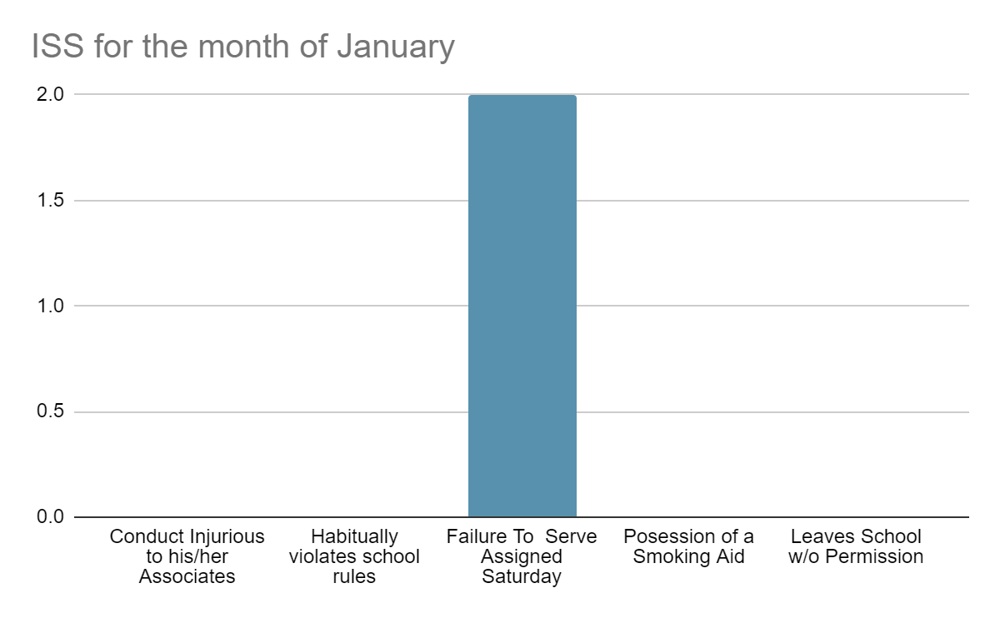 ISS for the month of January
2.0
1.5
1.0
0.5
0.0
Conduct Injurious
to his/her
Associates
Habitually
violates school
rules
Failure To  Serve
Assigned
Saturday
Posession of a
Smoking Aid
Leaves School
w/o Permission